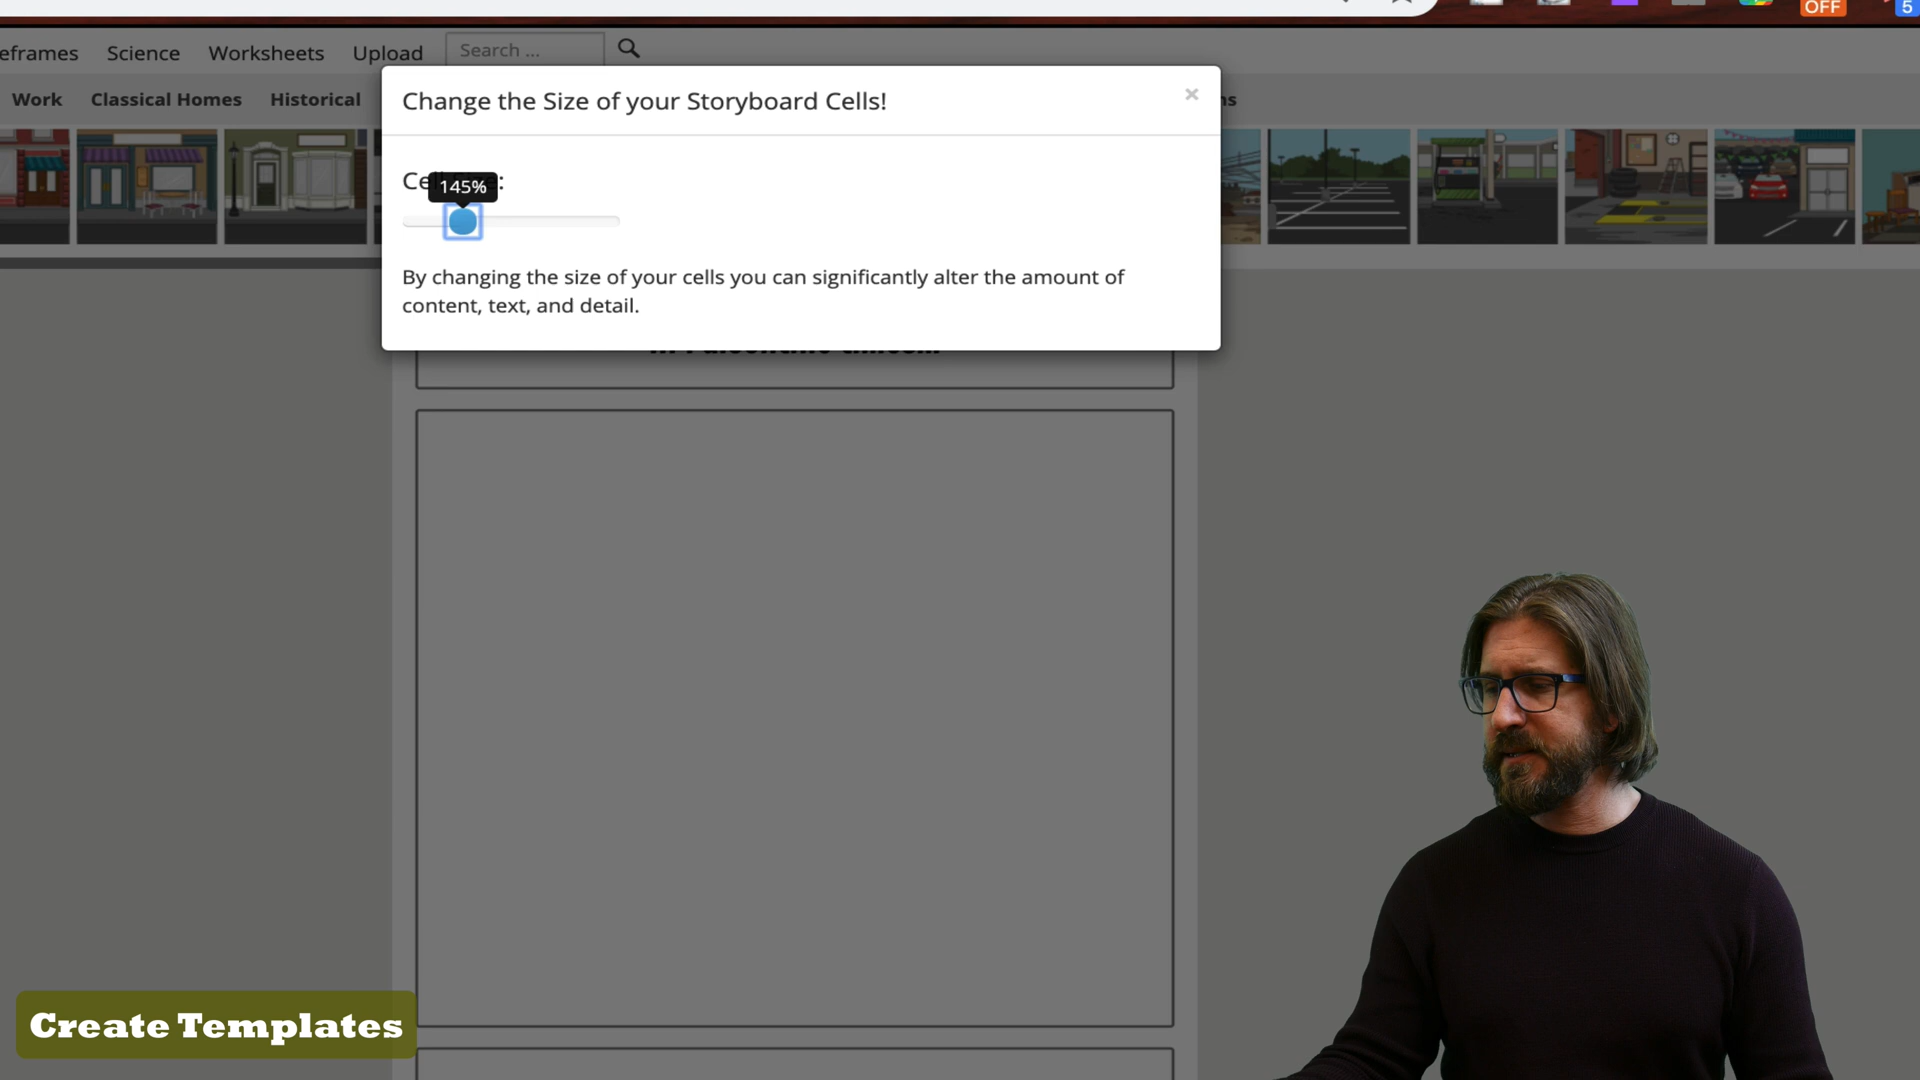 OFF
5
eframes Science Worksheets Upload Search ...
Work Classical Homes Historical
Change the Size of your Storyboard Cells! ×
145%
By changing the size of your cells you can significantly alter the amount of
content, text, and detail.
Create Templates